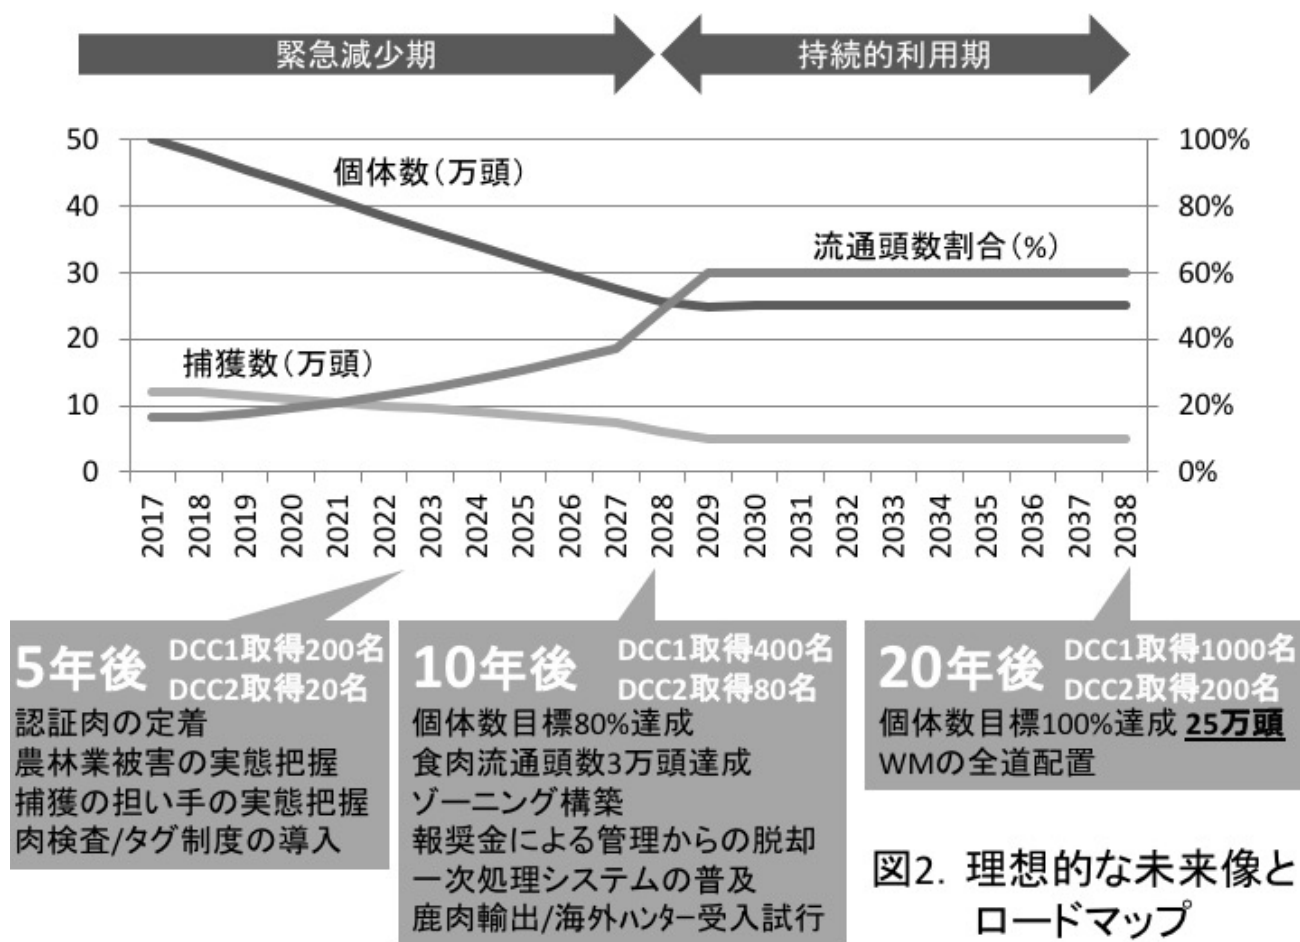 緊急減少期
持続的利用期
50
40
30
20
10
0
100%
80%
60%
40%
20%
0%
個体数(万頭)
流通頭数割合(%)
捕獲数(万頭)
2017
2018
2019
2020
2021
2022
2023
2024
2025
2026
2027
2028
2029
2030
2031
2032
2033
2034
2035
2036
2037
2038
5年後
DCC1取得200名
DCC2取得20名
認証肉の定着
農林業被害の実態把握
捕獲の担い手の実態把握
肉検査/タグ制度の導入
10年後
DCC1取得400名
DCC2取得80名
個体数目標80%達成
食肉流通頭数3万頭達成
ゾーニング構築
報奨金による管理からの脱却
一次処理システムの普及
鹿肉輸出/海外ハンター受入試行
20年後
DCC1取得1000名
DCC2取得200名
個体数目標100%達成 25万頭
WMの全道配置
図2. 理想的な未来像と
ロードマップ